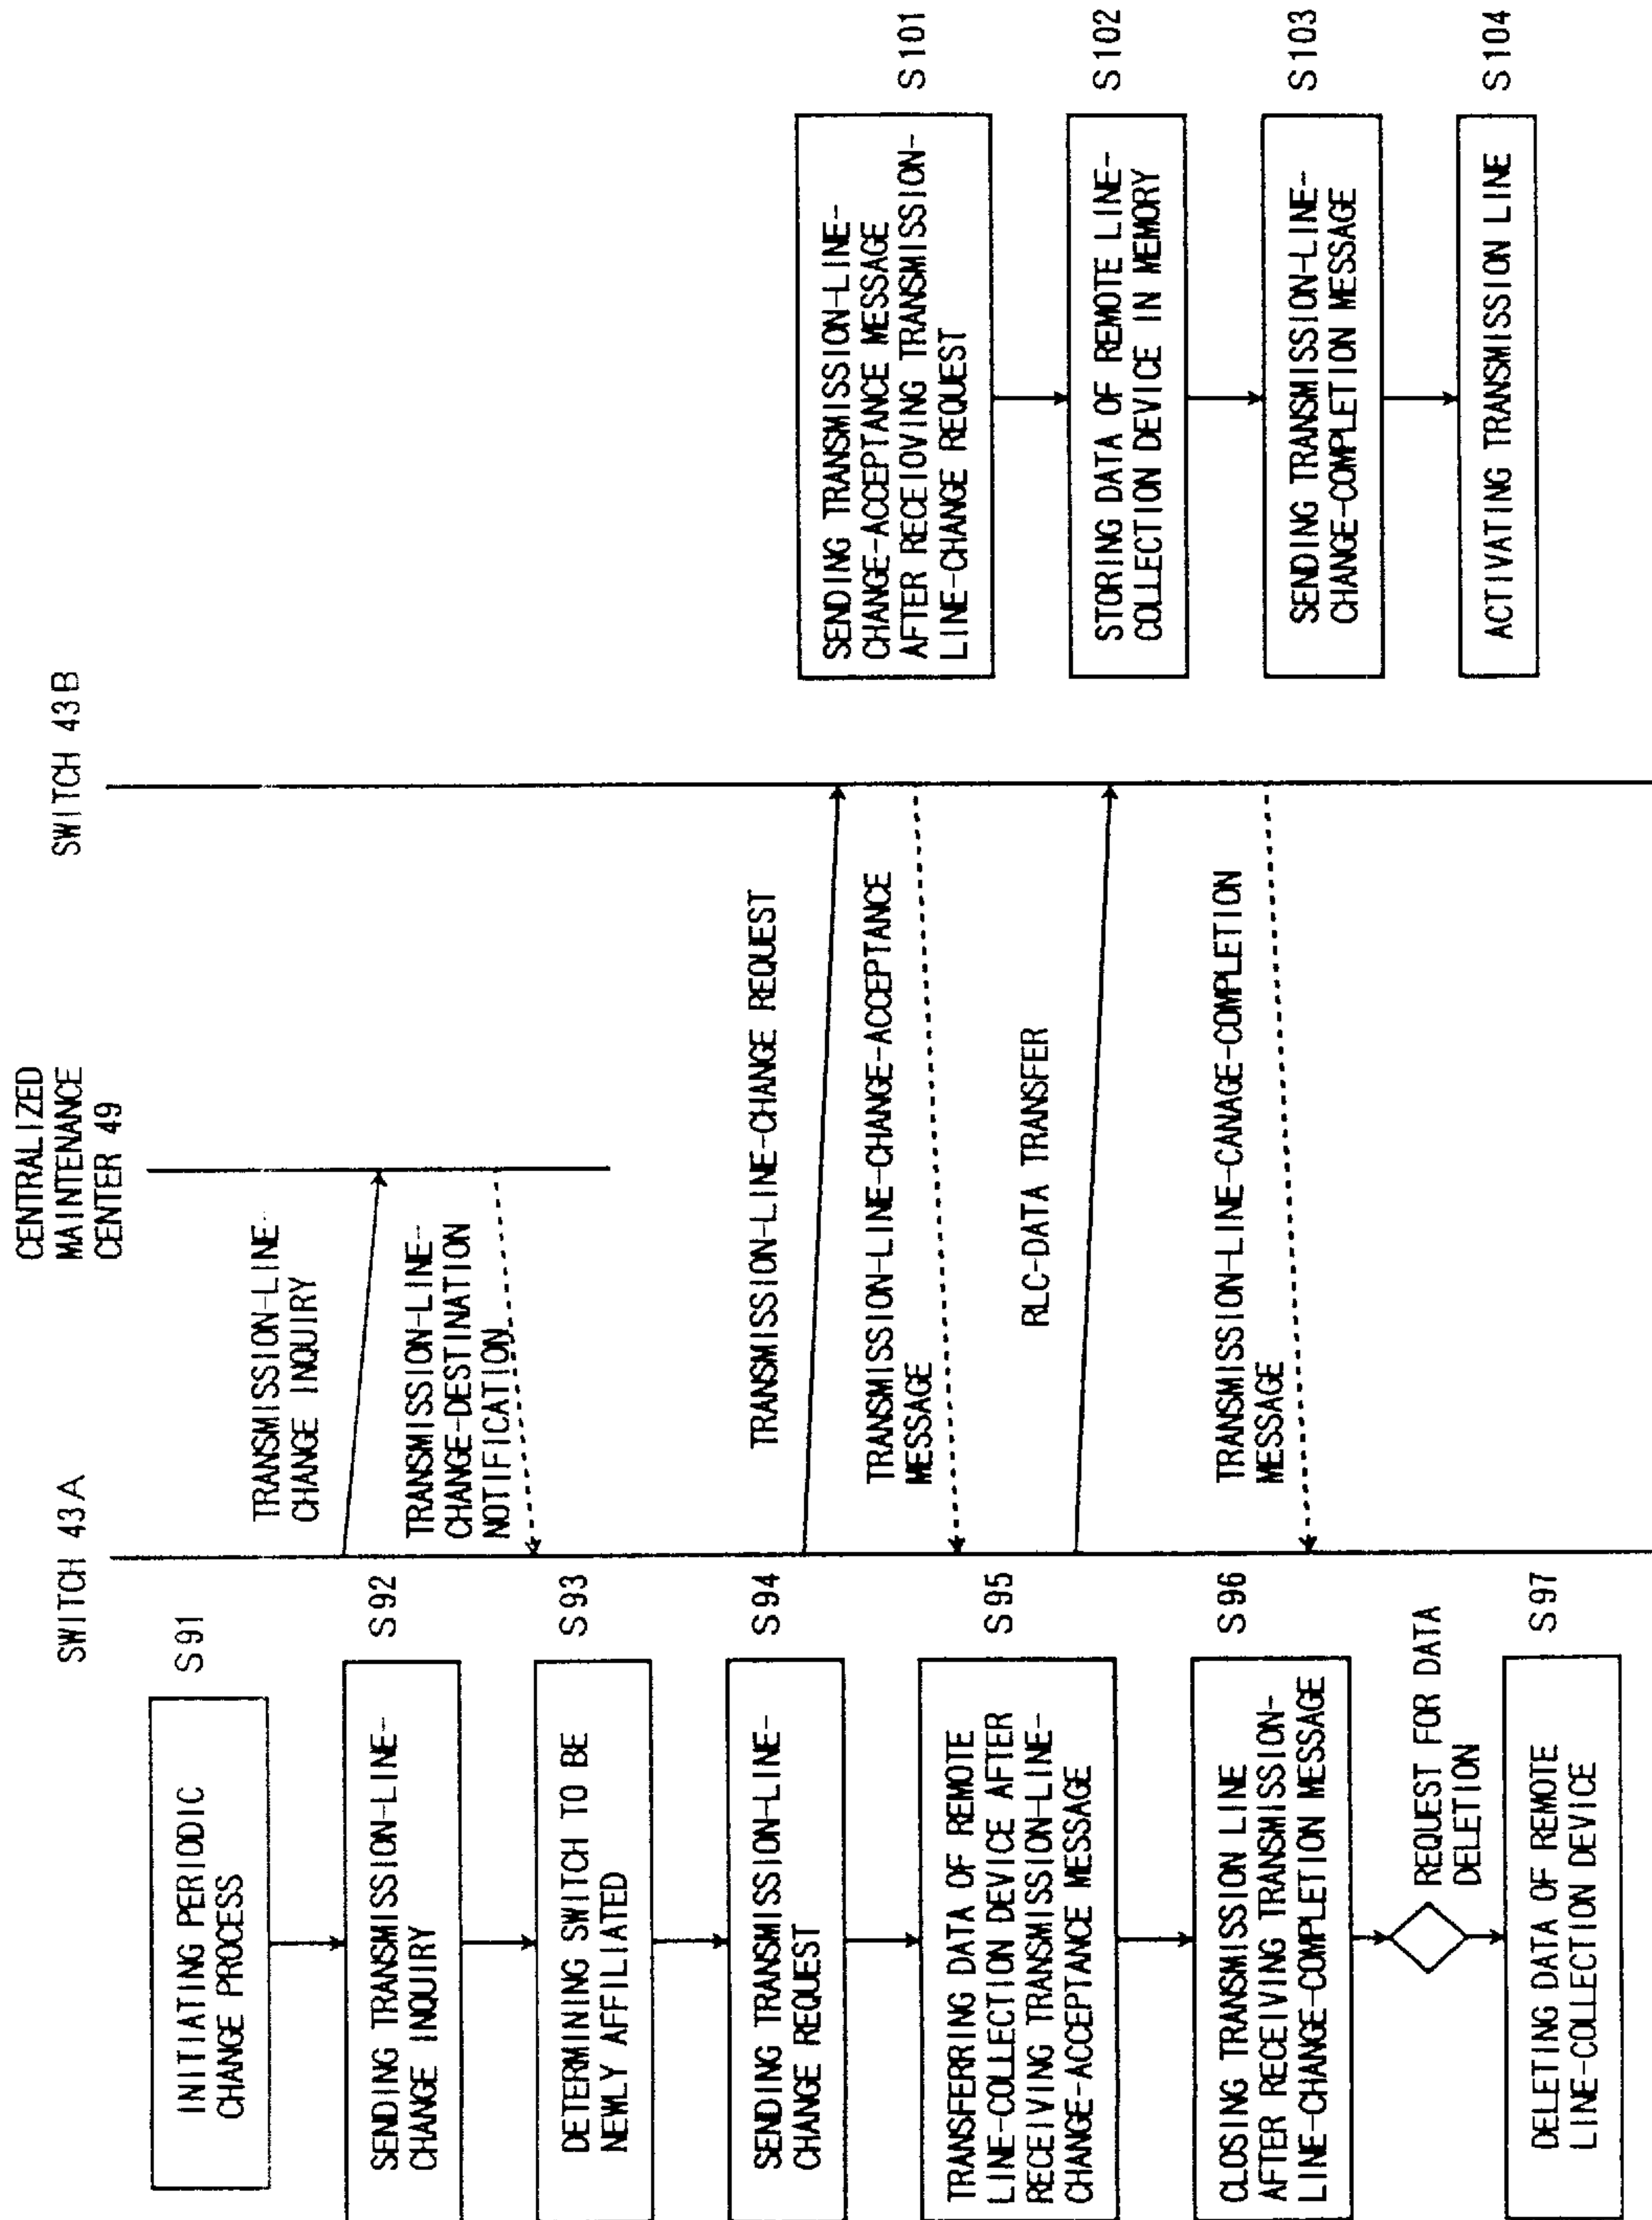 CENTRALIZED
MAINTENANCE
CENTER 49
SWITCH 43A
SWITCH 43B
S91
INITIATING PERIODIC
CHANGE PROCESS
S92
SENDING TRANSMISSION-LINE-
CHANGE INQUIRY
S93
DETERMINING SWITCH TO BE
NEWLY AFFILIATED
S94
SENDING TRANSMISSION-LINE-
CHANGE REQUEST
S95
TRANSFERRING DATA OF REMOTE
LINE-COLLECTION DEVICE AFTER
RECEIVING TRANSMISSION-LINE-
CHANGE-ACCEPTANCE MESSAGE
S96
CLOSING TRANSMISSION LINE
AFTER RECEIVING TRANSMISSION-
LINE-CHANGE-COMPLETION MESSAGE
REQUEST FOR DATA
DELETION
S97
DELETING DATA OF REMOTE
LINE-COLLECTION DEVICE
TRANSMISSION-LINE-
CHANGE INQUIRY
TRANSMISSION-LINE-
CHANGE-DESTINATION
NOTIFICATION
TRANSMISSION-LINE-CHANGE REQUEST
TRANSMISSION-LINE-CHANGE-ACCEPTANCE
MESSAGE
RLC-DATA TRANSFER
TRANSMISSION-LINE-CANAGE-COMPLETION
MESSAGE
SENDING TRANSMISSION-LINE-
CHANGE-ACCEPTANCE MESSAGE
AFTER RECEIOVING TRANSMISSION-
LINE-CHANGE REQUEST
S101
STORING DATA OF REMOTE LINE-
COLLECTION DEVICE IN MEMORY
S102
SENDING TRANSMISSION-LINE-
CHANGE-COMPLETION MESSAGE
S103
ACTIVATING TRANSMISSION LINE
S104